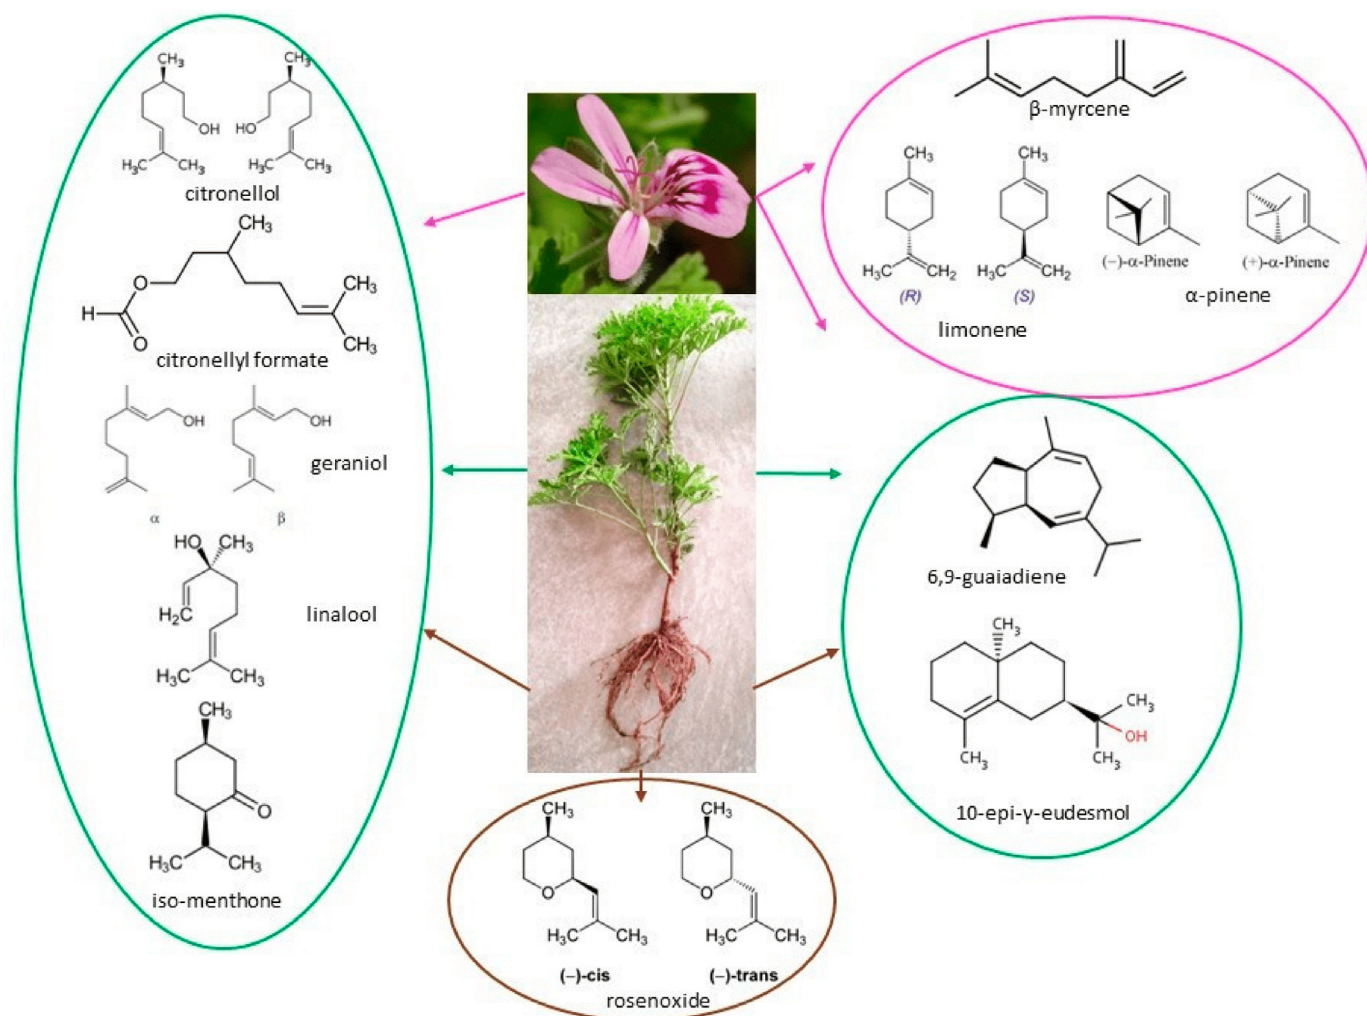 CH₃
OH
H₃C
CH₃
CH₃
HO
H₃C
CH₃
citronellol
CH₃
O
H
O
CH₃
CH₃
citronellyl formate
OH
α
OH
β
geraniol
HO
CH₃
H₂C
H₃C
CH₃
linalool
CH₃
O
H₃C
CH₃
iso-menthone
β-myrcene
CH₃
H₃C
CH₂
(R)
CH₃
H₃C
CH₂
(S)
limonene
(−)-α-Pinene
(+)-α-Pinene
α-pinene
6,9-guaiadiene
CH₃
CH₃
CH₃
OH
CH₃
10-epi-γ-eudesmol
CH₃
O
H₃C
CH₃
(−)-cis
CH₃
O
H₃C
CH₃
(−)-trans
rosenoxide